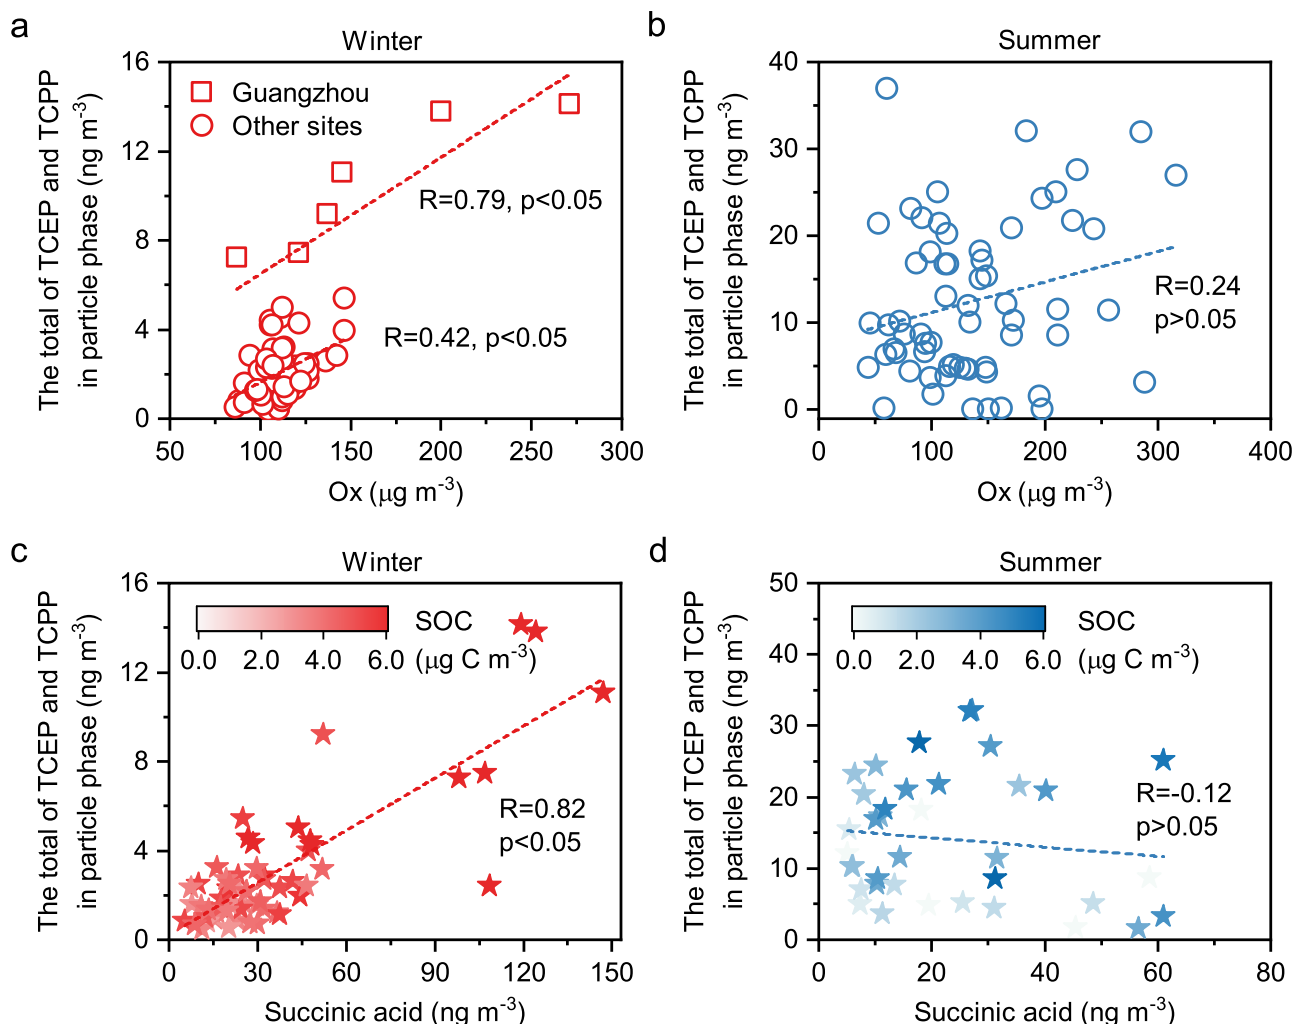 a
Winter
The total of TCEP and TCPP
in particle phase (ng m-3)
16
12
8
4
0
Guangzhou
Other sites
R=0.79, p<0.05
R=0.42, p<0.05
50 100 150 200 250 300
Ox (μg m-3)
b
Summer
The total of TCEP and TCPP
in particle phase (ng m-3)
40
30
20
10
0
R=0.24
p>0.05
0 100 200 300 400
Ox (μg m-3)
c
Winter
The total of TCEP and TCPP
in particle phase (ng m-3)
16
12
8
4
0
SOC
(μg C m-3)
0.0 2.0 4.0 6.0
R=0.82
p<0.05
0 30 60 90 120 150
Succinic acid (ng m-3)
d
Summer
The total of TCEP and TCPP
in particle phase (ng m-3)
50
40
30
20
10
0
SOC
(μg C m-3)
0.0 2.0 4.0 6.0
R=-0.12
p>0.05
0 20 40 60 80
Succinic acid (ng m-3)